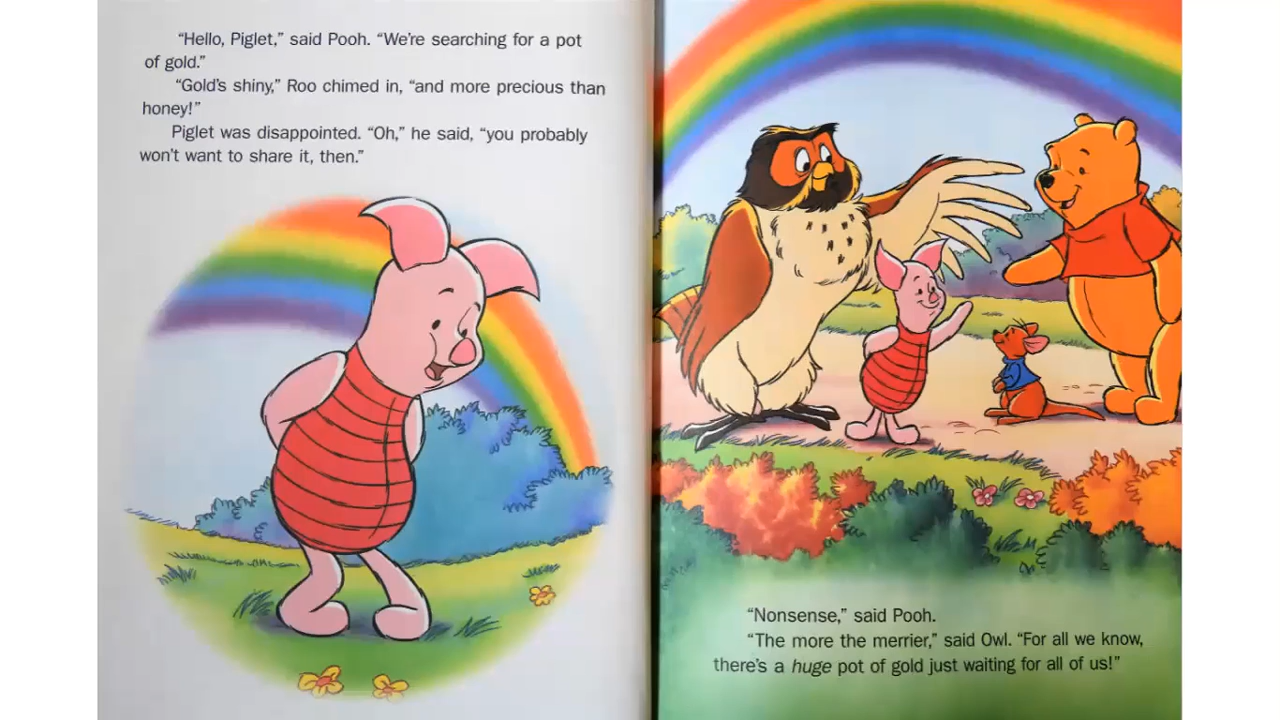 “Hello, Piglet,” said Pooh. “We’re searching for a pot
of gold.”
“Gold’s shiny,” Roo chimed in, “and more precious than
honey!”
Piglet was disappointed. “Oh,” he said, “you probably
won’t want to share it, then.”
“Nonsense,” said Pooh.
“The more the merrier,” said Owl. “For all we know,
there’s a huge pot of gold just waiting for all of us!”